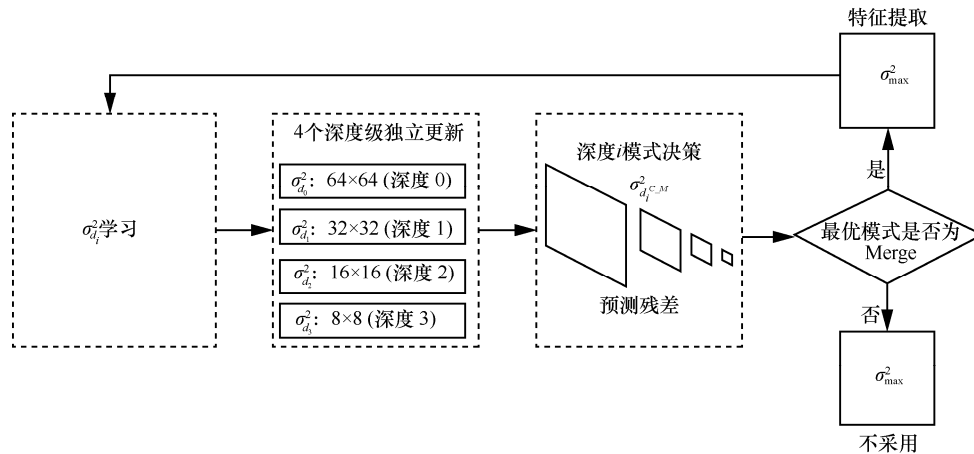 特征提取
σ²max
是
σ²dᵢ学习
4个深度级独立更新
σ²d₀：64×64 (深度 0)
σ²d₁：32×32 (深度 1)
σ²d₂：16×16 (深度 2)
σ²d₃：8×8 (深度 3)
深度i模式决策
σ²dᵢC_M
预测残差
最优模式是否为
Merge
否
σ²max
不采用